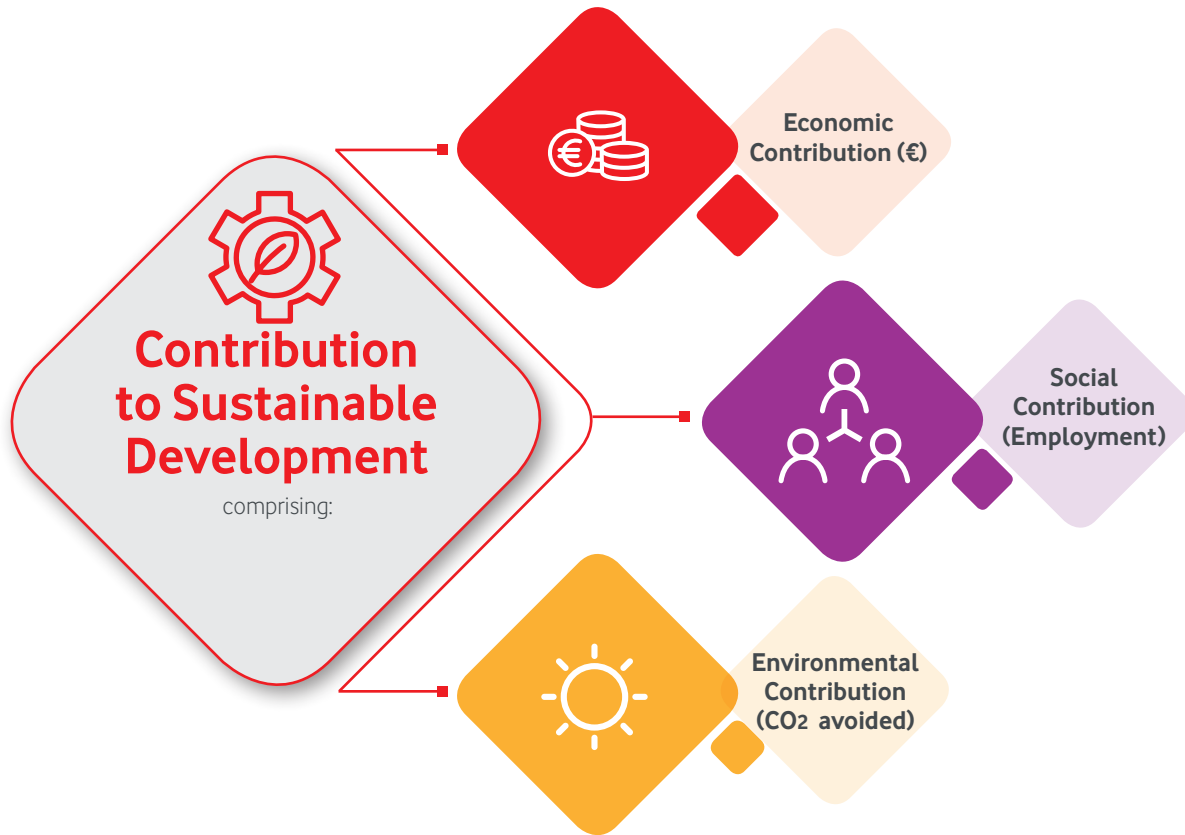 Contribution
to Sustainable
Development
comprising:
Economic
Contribution (€)
Social
Contribution
(Employment)
Environmental
Contribution
(CO2 avoided)